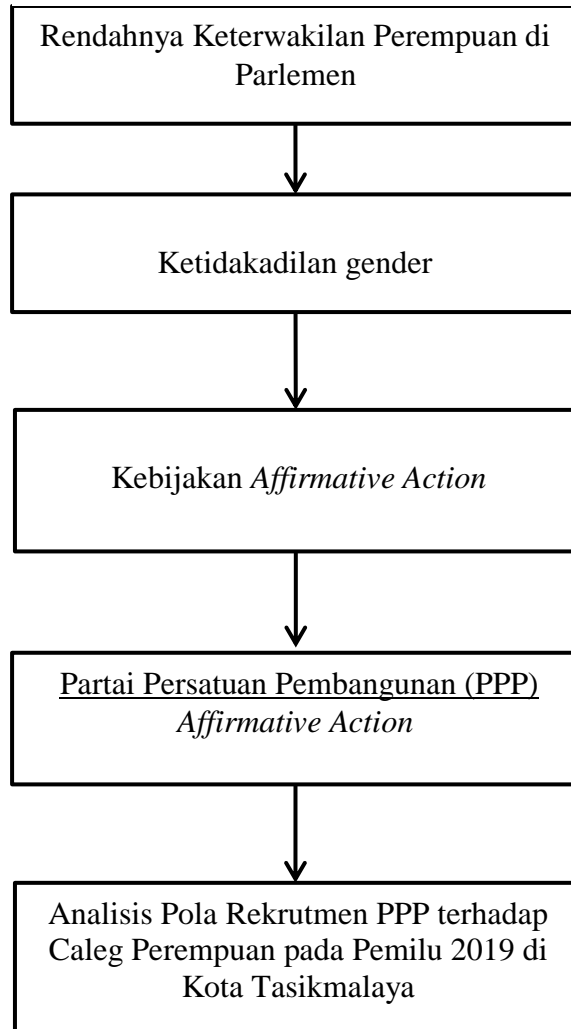 Rendahnya Keterwakilan Perempuan di
Parlemen
Ketidakadilan gender
Kebijakan Affirmative Action
Partai Persatuan Pembangunan (PPP)
Affirmative Action
Analisis Pola Rekrutmen PPP terhadap
Caleg Perempuan pada Pemilu 2019 di
Kota Tasikmalaya